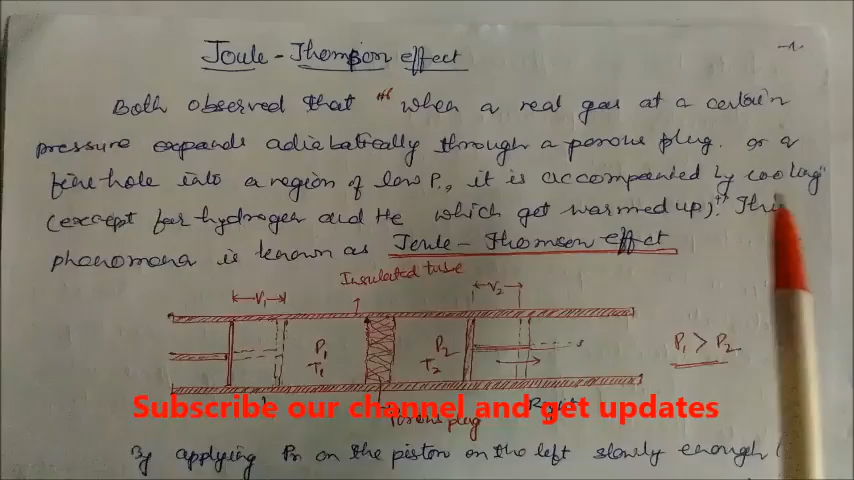 Joule - Thomson effect
Both observed that "when a real gas at a certain
pressure expands adiabatically through a porous plug or a
fine hole into a region of low P., it is accompanied by cooling"
(except for hydrogen and He which get warmed up)". This
phenomona is known as Joule - Thomson effect
Insulated tube
V1
V2
P1
T1
P2
T2
P1 > P2
Subscribe our channel and get updates
Right
Porous plug
By applying Pr on the piston on the left slowly enough (